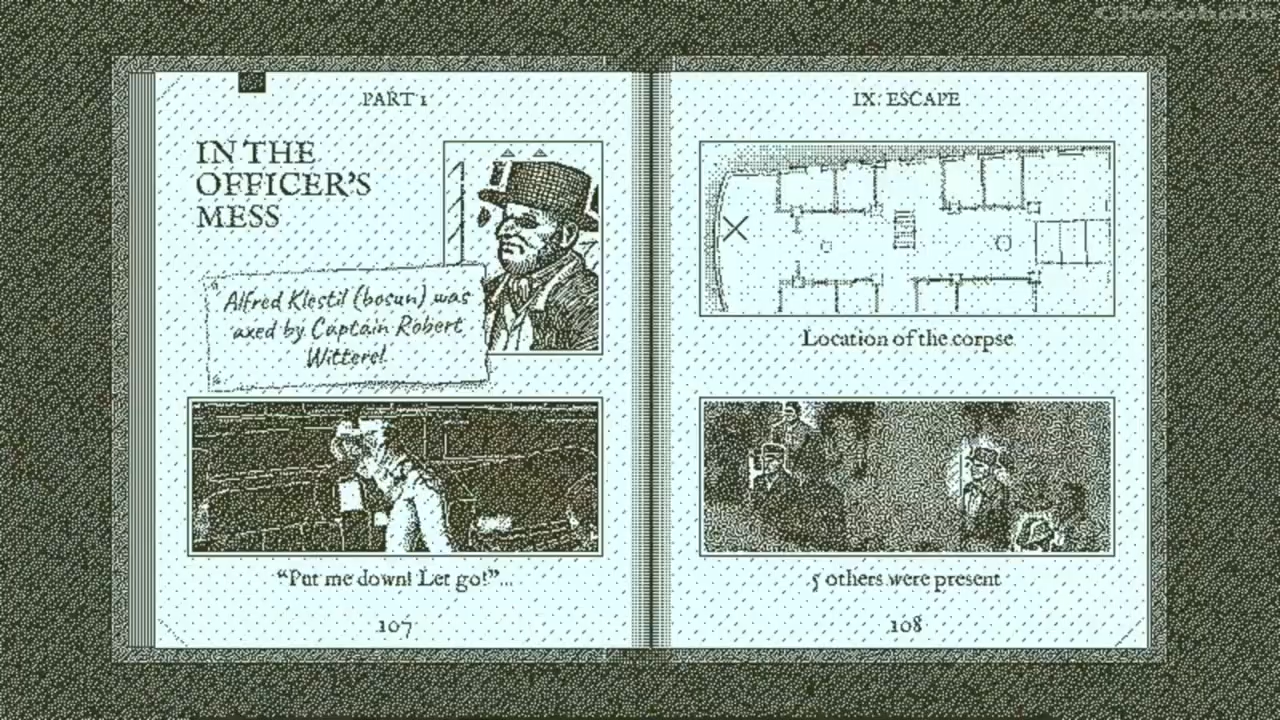 Chocobollz
PART 1
IX: ESCAPE
IN THE
OFFICER'S
MESS
Alfred Klestil (bosun) was
axed by Captain Robert
Witterel.
Location of the corpse
"Put me down! Let go!"...
5 others were present
107
108